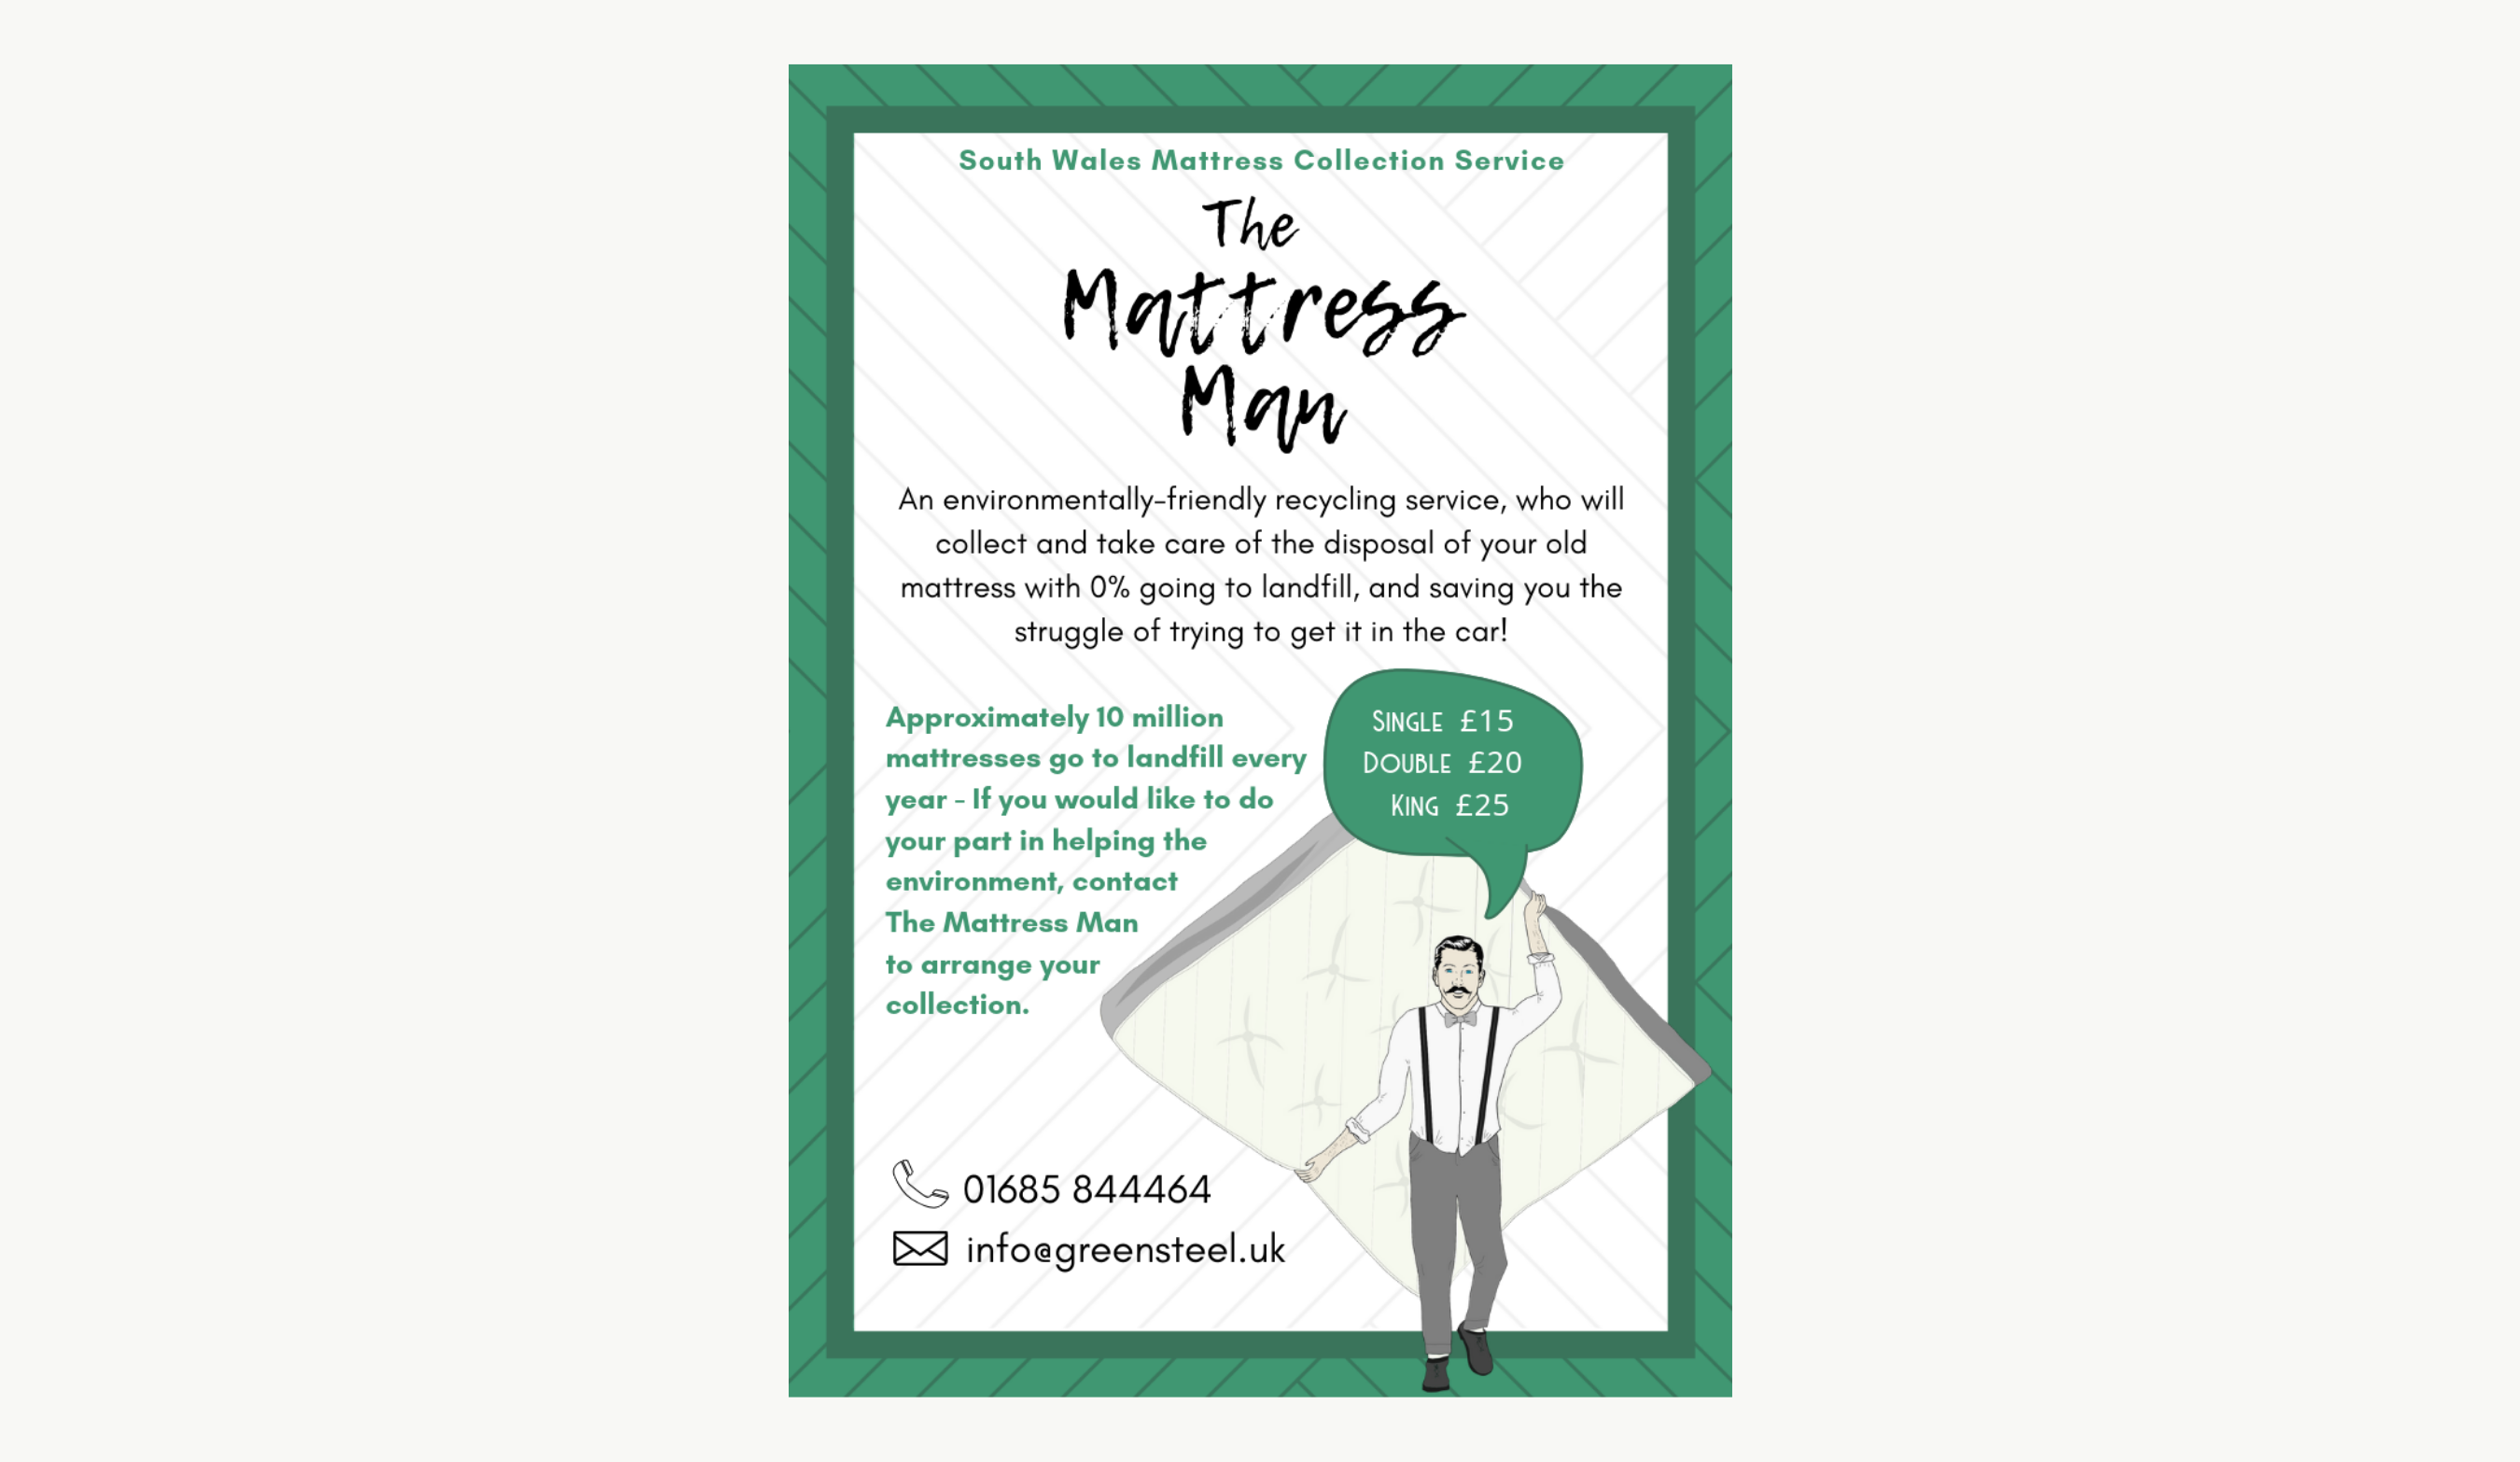 South Wales Mattress Collection Service
The
Mattress
Man
An environmentally-friendly recycling service, who will
collect and take care of the disposal of your old
mattress with 0% going to landfill, and saving you the
struggle of trying to get it in the car!
Approximately 10 million
mattresses go to landfill every
year - If you would like to do
your part in helping the
environment, contact
The Mattress Man
to arrange your
collection.
Single £15
Double £20
King £25
01685 844464
info@greensteel.uk